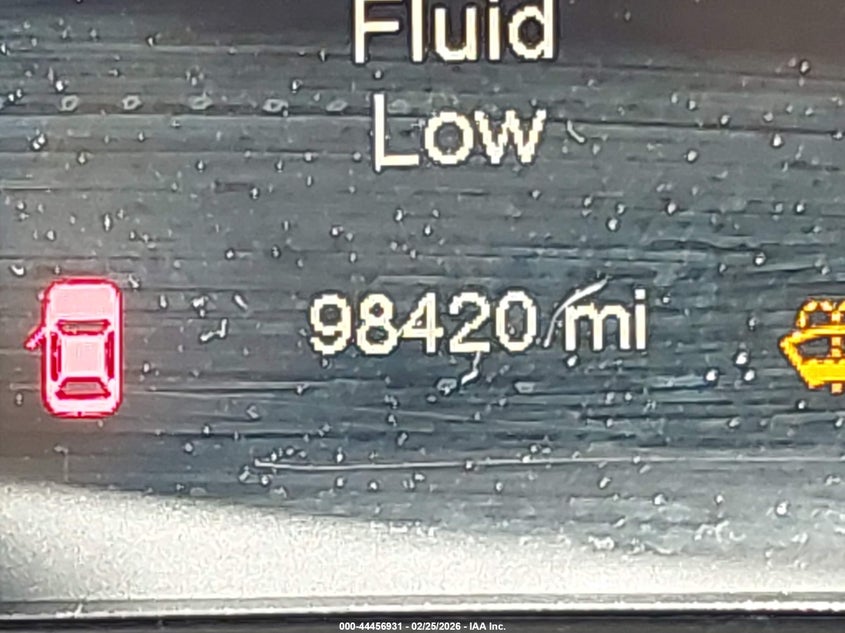 Fluid
Low
98420 mi
000-44456931 - 02/25/2026 - IAA Inc.